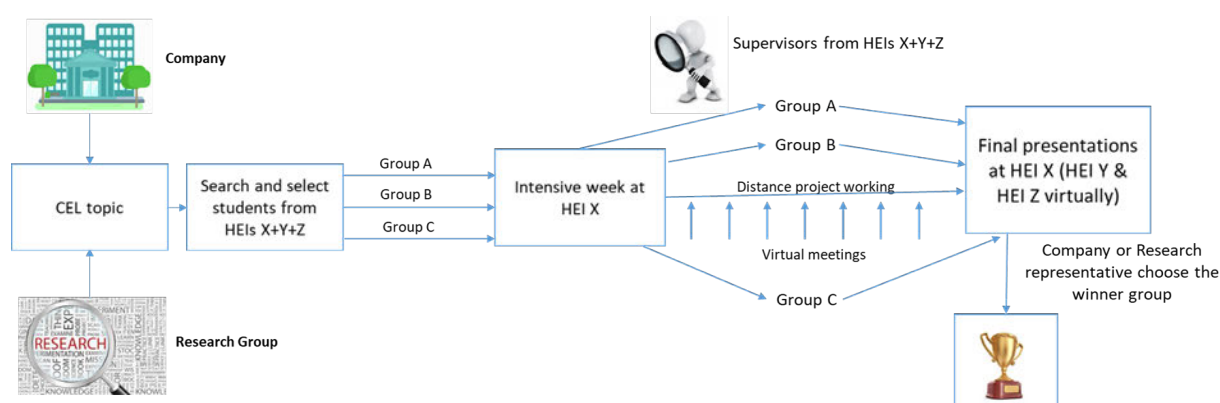 Company
Supervisors from HEIs X+Y+Z
CEL topic
Search and select
students from
HEIs X+Y+Z
Group A
Group B
Group C
Intensive week at
HEI X
Group A
Group B
Distance project working
Virtual meetings
Group C
Final presentations
at HEI X (HEI Y &
HEI Z virtually)
Company or Research
representative choose the
winner group
RESEARCH
Research Group